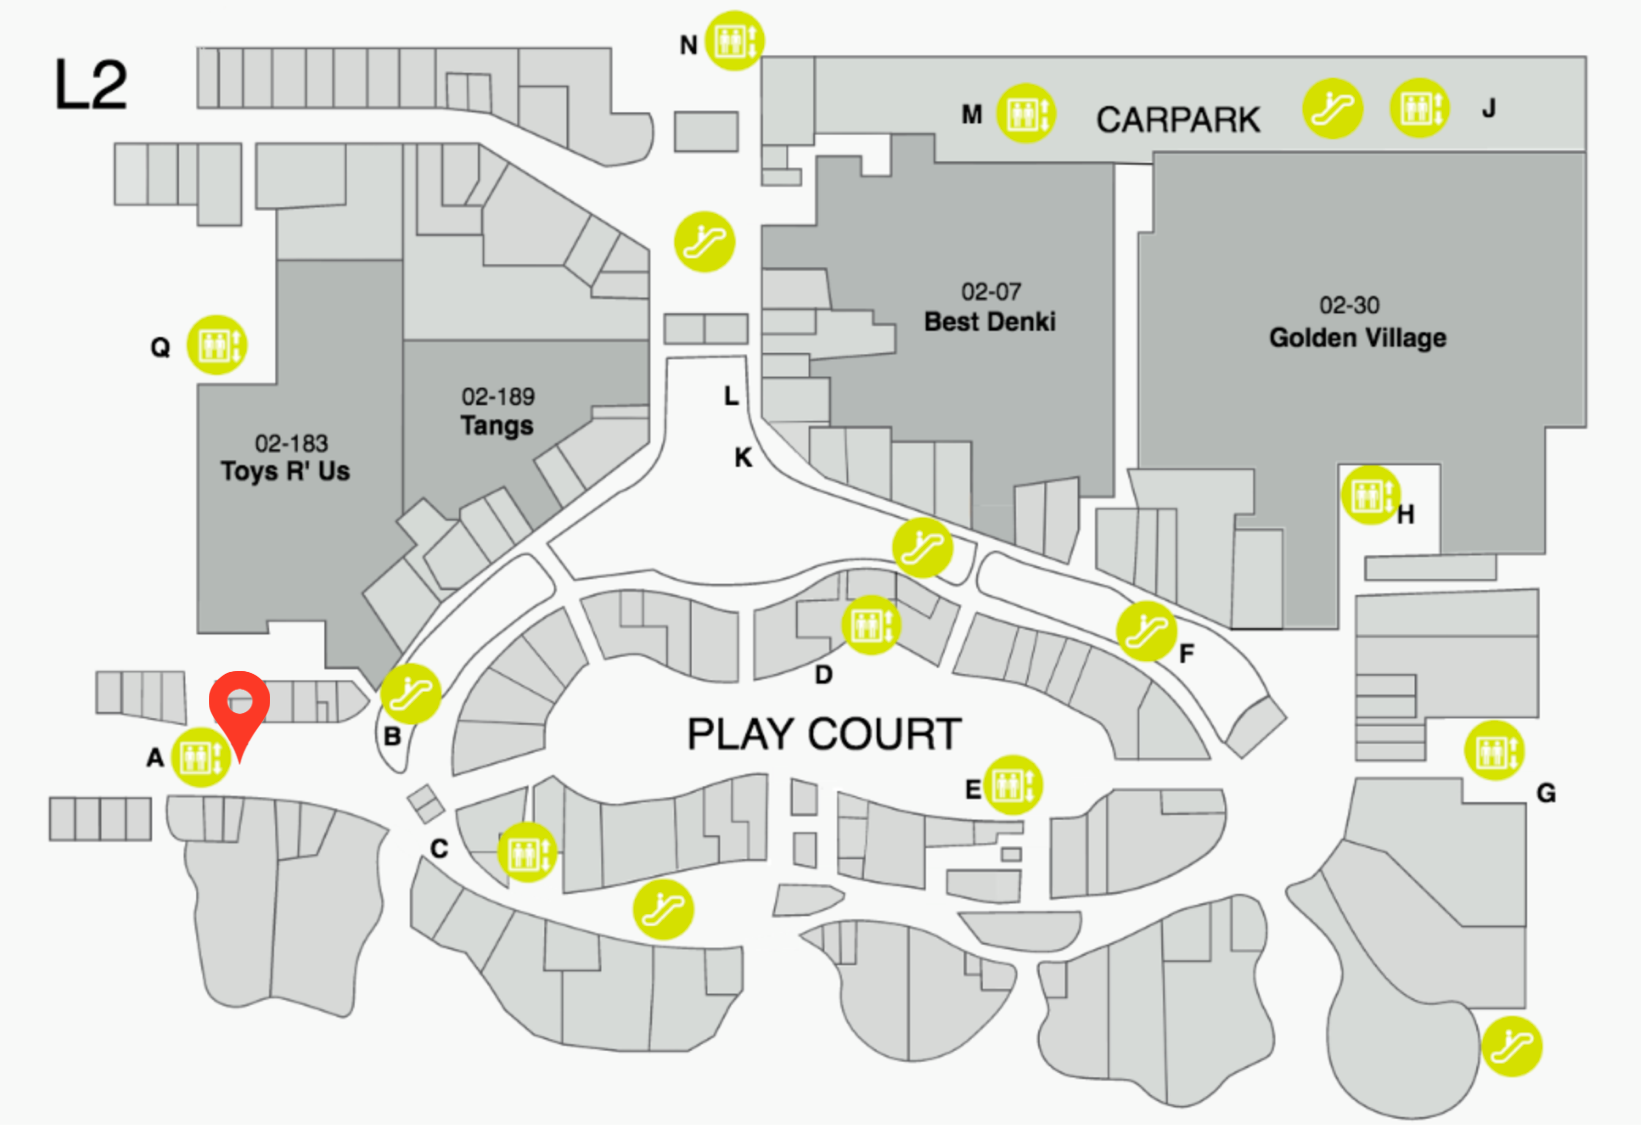 L2
N
M
CARPARK
J
02-07
Best Denki
02-30
Golden Village
Q
02-189
Tangs
L
02-183
Toys R' Us
K
H
F
D
B
PLAY COURT
A
E
G
C